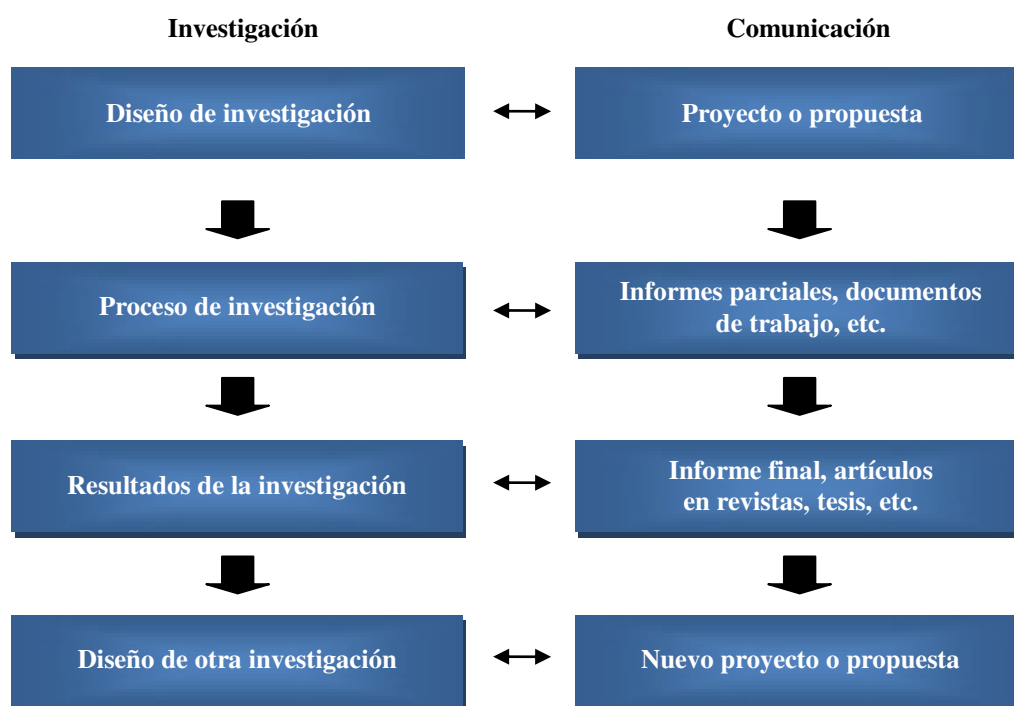 Investigación
Comunicación
Diseño de investigación
Proyecto o propuesta
Proceso de investigación
Informes parciales, documentos
de trabajo, etc.
Resultados de la investigación
Informe final, artículos
en revistas, tesis, etc.
Diseño de otra investigación
Nuevo proyecto o propuesta